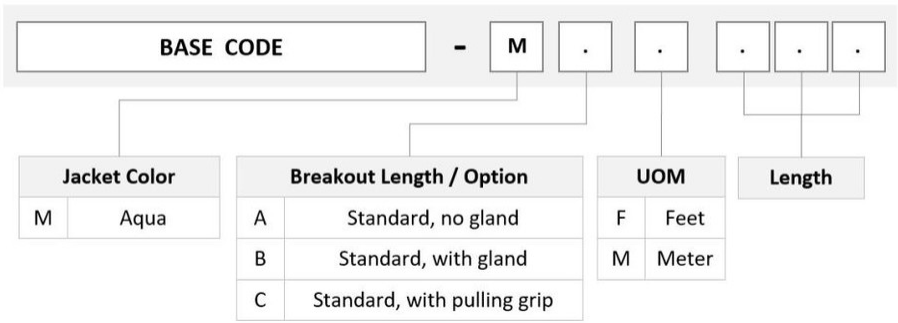 BASE CODE - M . . . . .
Jacket Color
M Aqua
Breakout Length / Option
A Standard, no gland
B Standard, with gland
C Standard, with pulling grip
UOM
F Feet
M Meter
Length